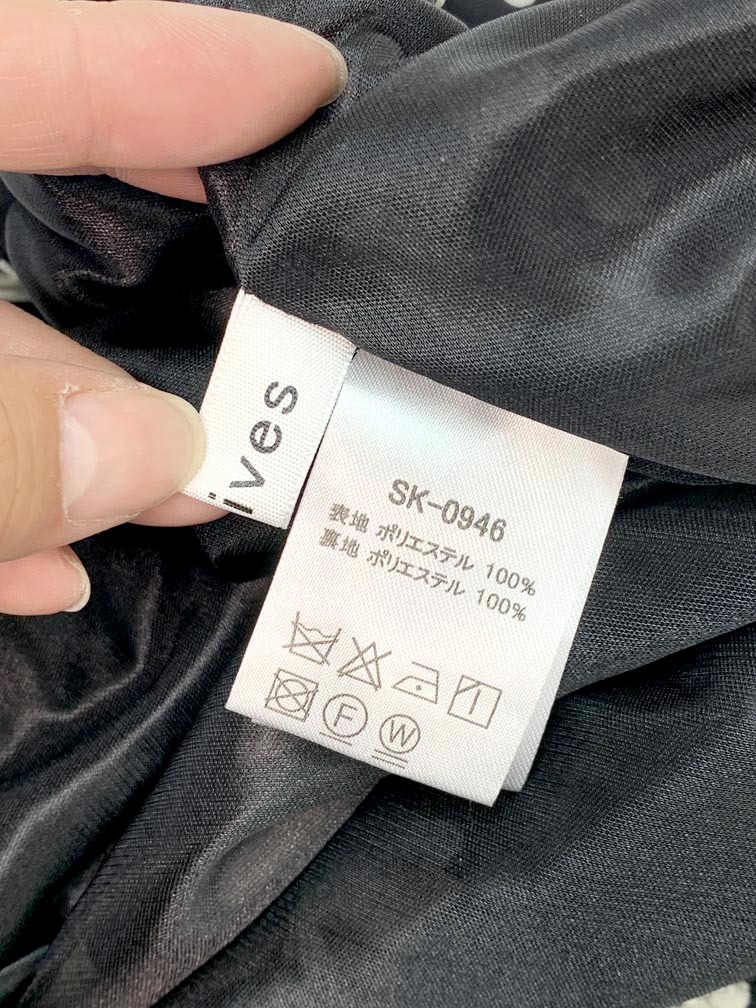 ives
SK-0946
表地 ポリエステル 100%
裏地 ポリエステル 100%
F
W